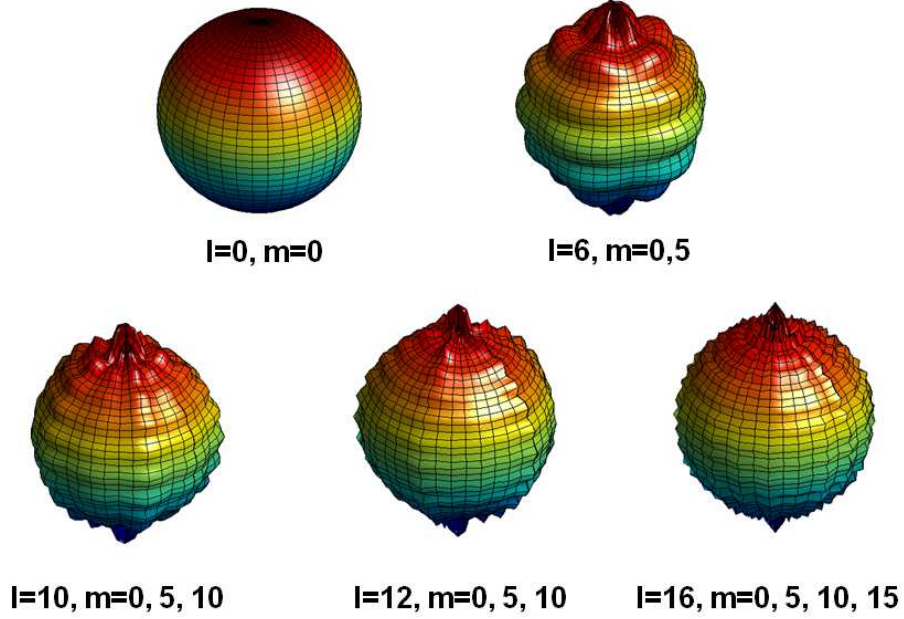 l=0, m=0
l=6, m=0,5
l=10, m=0, 5, 10
l=12, m=0, 5, 10
l=16, m=0, 5, 10, 15